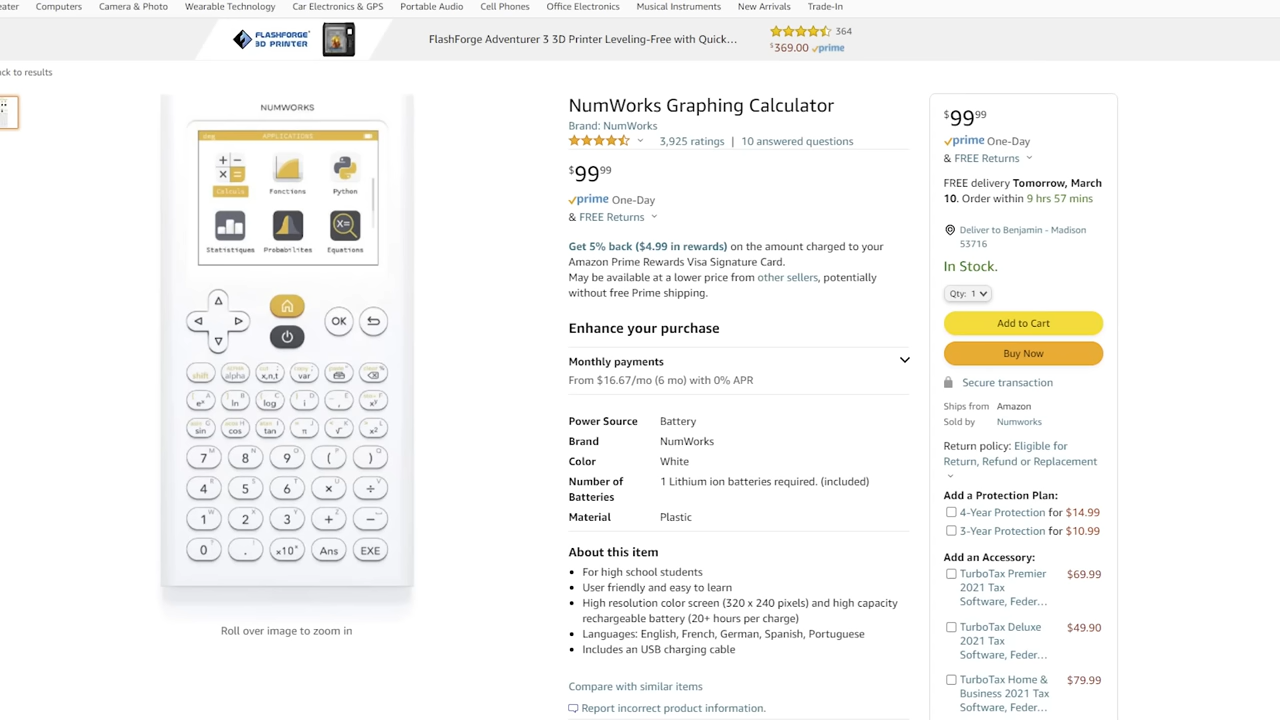 eater Computers Camera & Photo Wearable Technology Car Electronics & GPS Portable Audio Cell Phones Office Electronics Musical Instruments New Arrivals Trade-In
FLASHFORGE
3D PRINTER
FlashForge Adventurer 3 3D Printer Leveling-Free with Quick…
364
$369.00 prime
ck to results
NUMWORKS
deg APPLICATIONS
Calculs Fonctions Python
Statistiques Probabilités Equations
OK
shift alpha x,n,t var
eˣ ln log i , xʸ
sin cos tan π √ x²
7 8 9 ( )
4 5 6 × ÷
1 2 3 + −
0 . ×10ˣ Ans EXE
Roll over image to zoom in
NumWorks Graphing Calculator
Brand: NumWorks
3,925 ratings | 10 answered questions
$99.99
prime One-Day
& FREE Returns
Get 5% back ($4.99 in rewards) on the amount charged to your
Amazon Prime Rewards Visa Signature Card.
May be available at a lower price from other sellers, potentially
without free Prime shipping.
Enhance your purchase
Monthly payments
From $16.67/mo (6 mo) with 0% APR
Power Source Battery
Brand NumWorks
Color White
Number of Batteries 1 Lithium ion batteries required. (included)
Material Plastic
About this item
For high school students
User friendly and easy to learn
High resolution color screen (320 x 240 pixels) and high capacity
rechargeable battery (20+ hours per charge)
Languages: English, French, German, Spanish, Portuguese
Includes an USB charging cable
Compare with similar items
Report incorrect product information.
$99.99
prime One-Day
& FREE Returns
FREE delivery Tomorrow, March
10. Order within 9 hrs 57 mins
Deliver to Benjamin - Madison
53716
In Stock.
Qty: 1
Add to Cart
Buy Now
Secure transaction
Ships from Amazon
Sold by Numworks
Return policy: Eligible for
Return, Refund or Replacement
Add a Protection Plan:
4-Year Protection for $14.99
3-Year Protection for $10.99
Add an Accessory:
TurboTax Premier $69.99
2021 Tax
Software, Feder…
TurboTax Deluxe $49.90
2021 Tax
Software, Feder…
TurboTax Home & $79.99
Business 2021 Tax
Software, Feder…